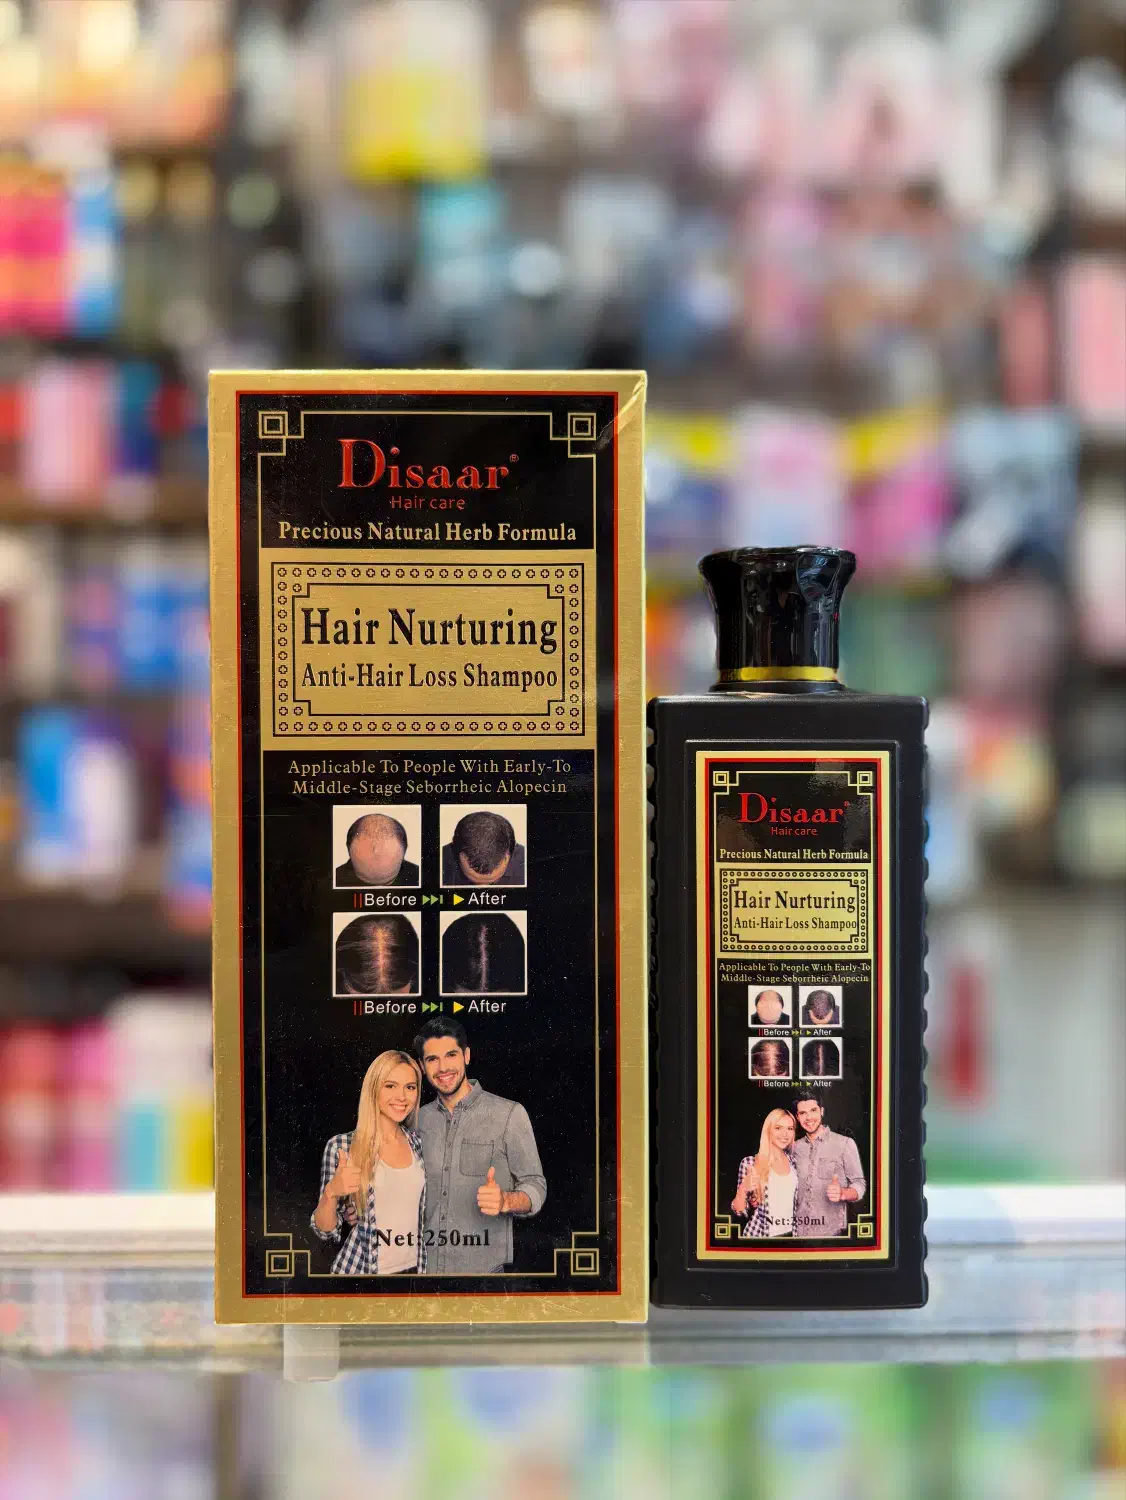 Disaar®
Hair care
Precious Natural Herb Formula
Hair Nurturing
Anti-Hair Loss Shampoo
Applicable To People With Early-To
Middle-Stage Seborrheic Alopecin
||Before After
||Before After
Net:250ml
Disaar®
Hair care
Precious Natural Herb Formula
Hair Nurturing
Anti-Hair Loss Shampoo
Applicable To People With Early-To
Middle-Stage Seborrheic Alopecin
||Before After
||Before After
Net:250ml